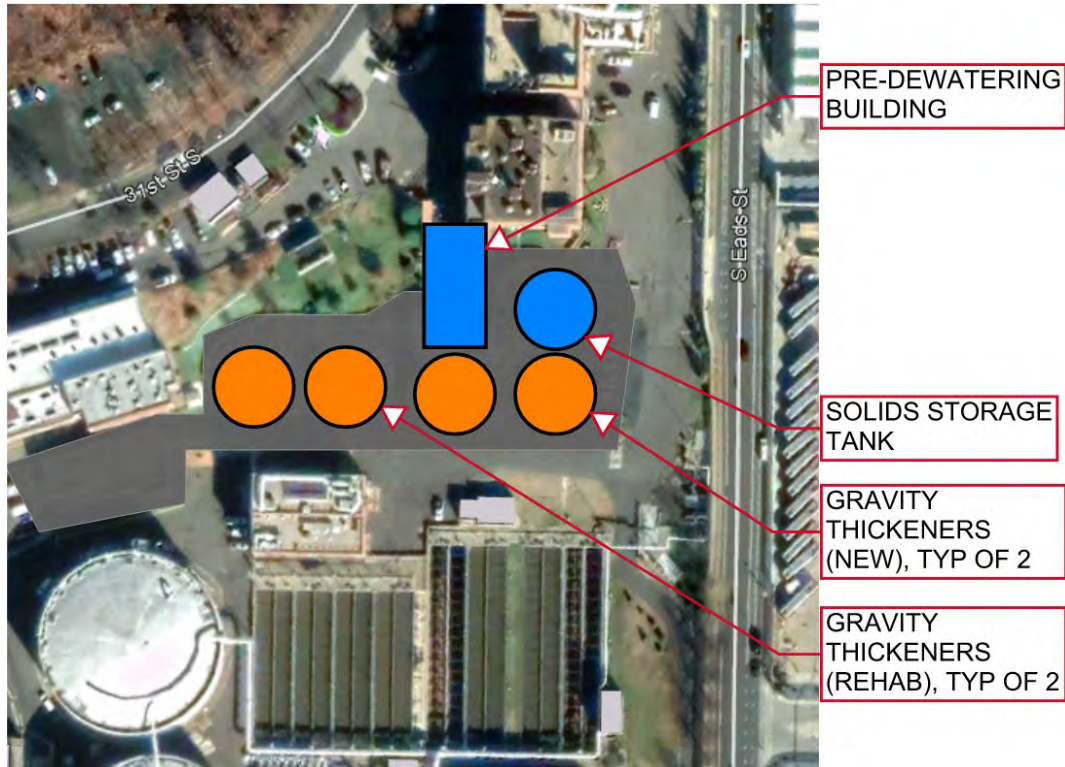 PRE-DEWATERING
BUILDING
31st St S
S Eads St
SOLIDS STORAGE
TANK
GRAVITY
THICKENERS
(NEW), TYP OF 2
GRAVITY
THICKENERS
(REHAB), TYP OF 2